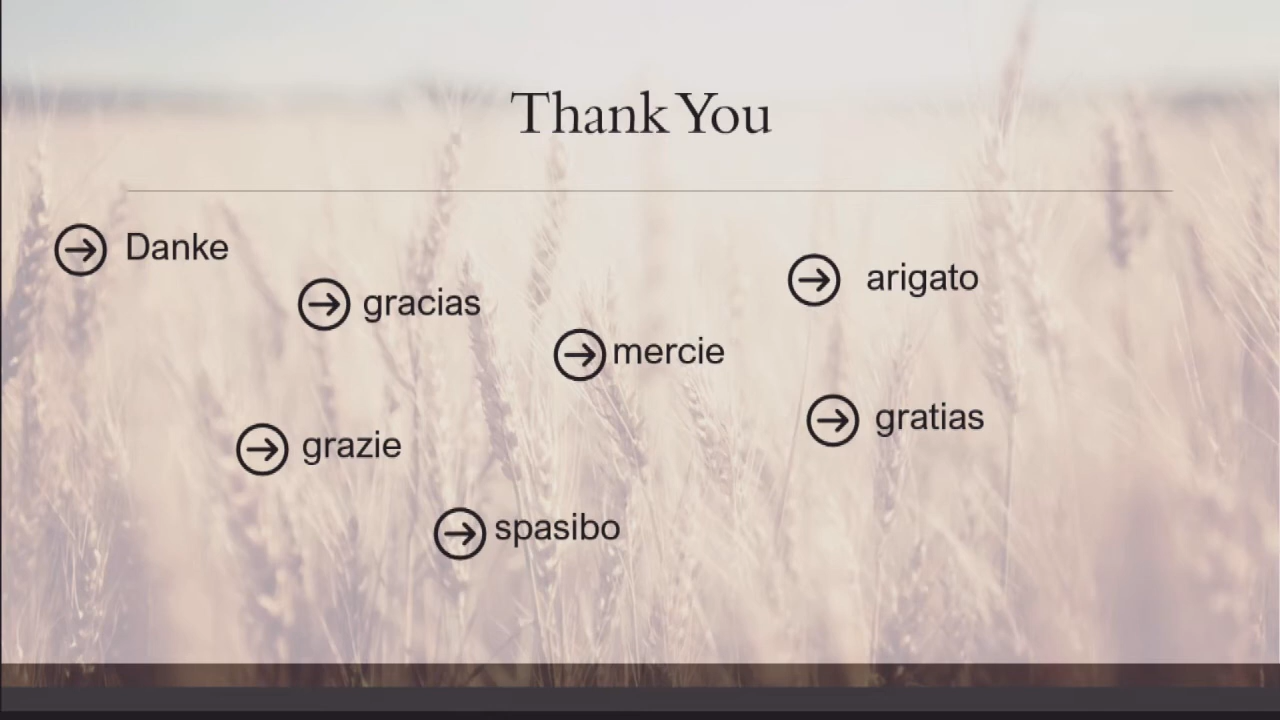 Thank You
Danke
gracias
mercie
arigato
grazie
spasibo
gratias